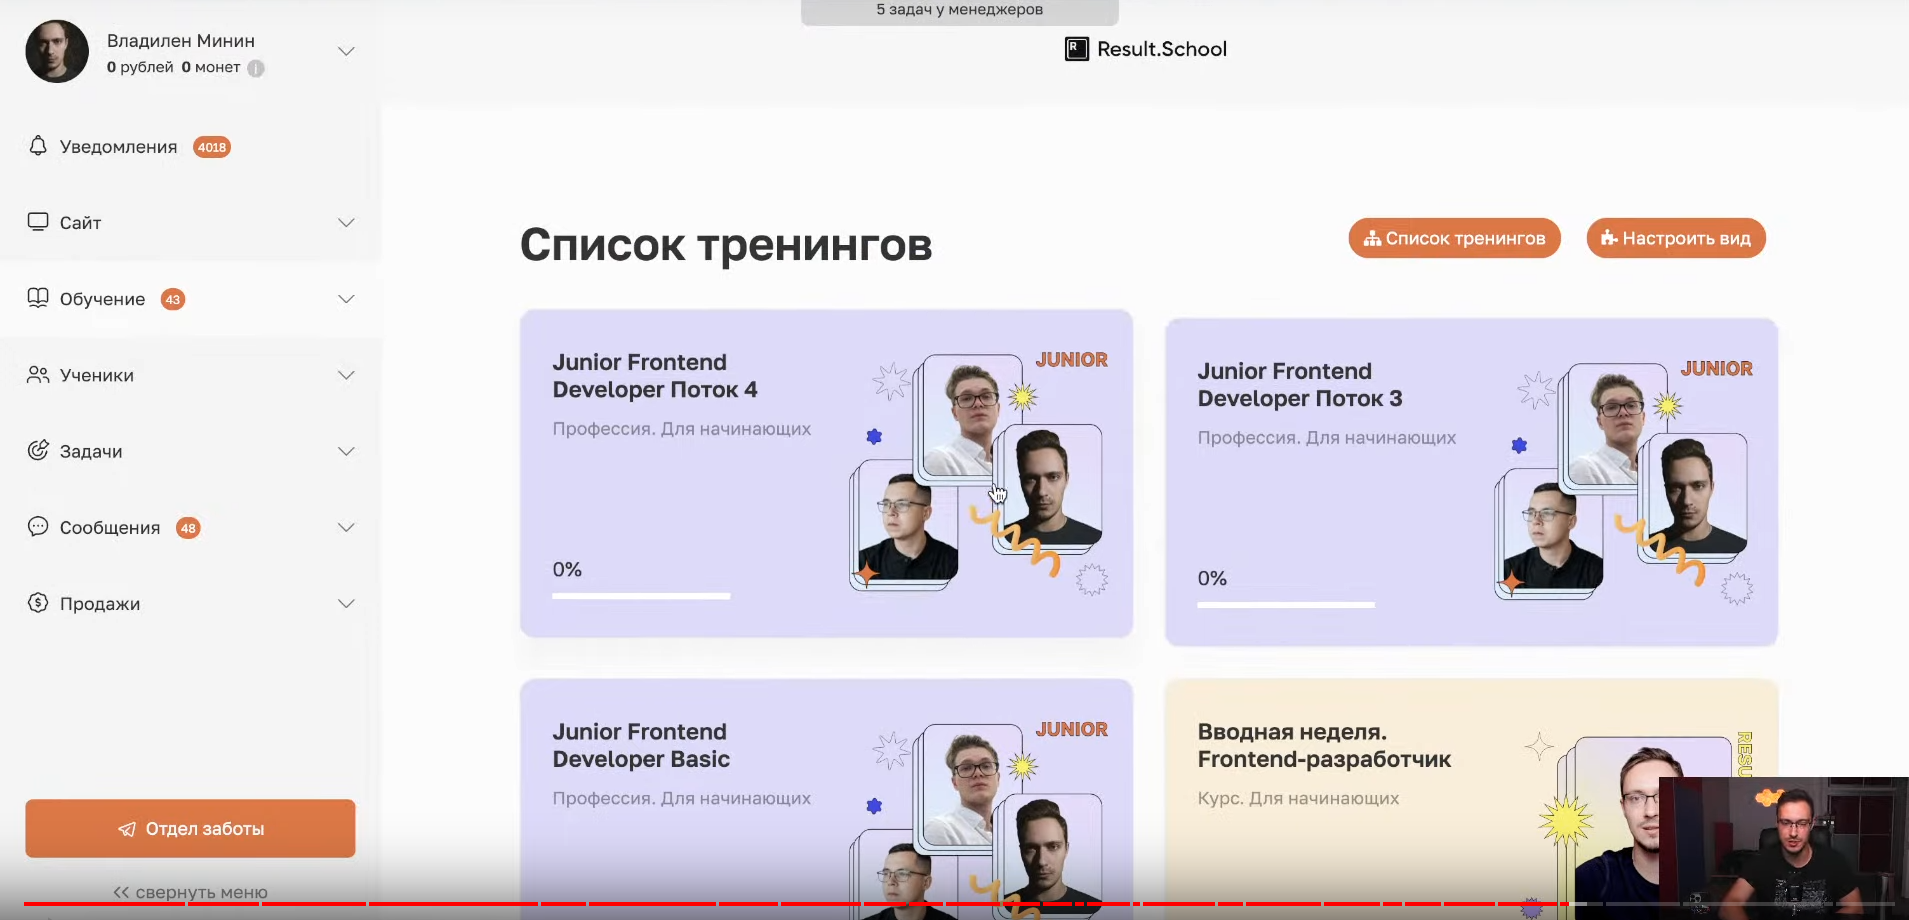 5 задач у менеджеров
Владилен Минин
0 рублей 0 монет i
Result.School
Уведомления 4018
Сайт
Обучение 43
Ученики
Задачи
Сообщения 48
Продажи
Отдел заботы
<< свернуть меню
Список тренингов
Список тренингов
Настроить вид
Junior Frontend
Developer Поток 4
Профессия. Для начинающих
0%
JUNIOR
Junior Frontend
Developer Поток 3
Профессия. Для начинающих
0%
JUNIOR
Junior Frontend
Developer Basic
Профессия. Для начинающих
JUNIOR
Вводная неделя.
Frontend-разработчик
Курс. Для начинающих